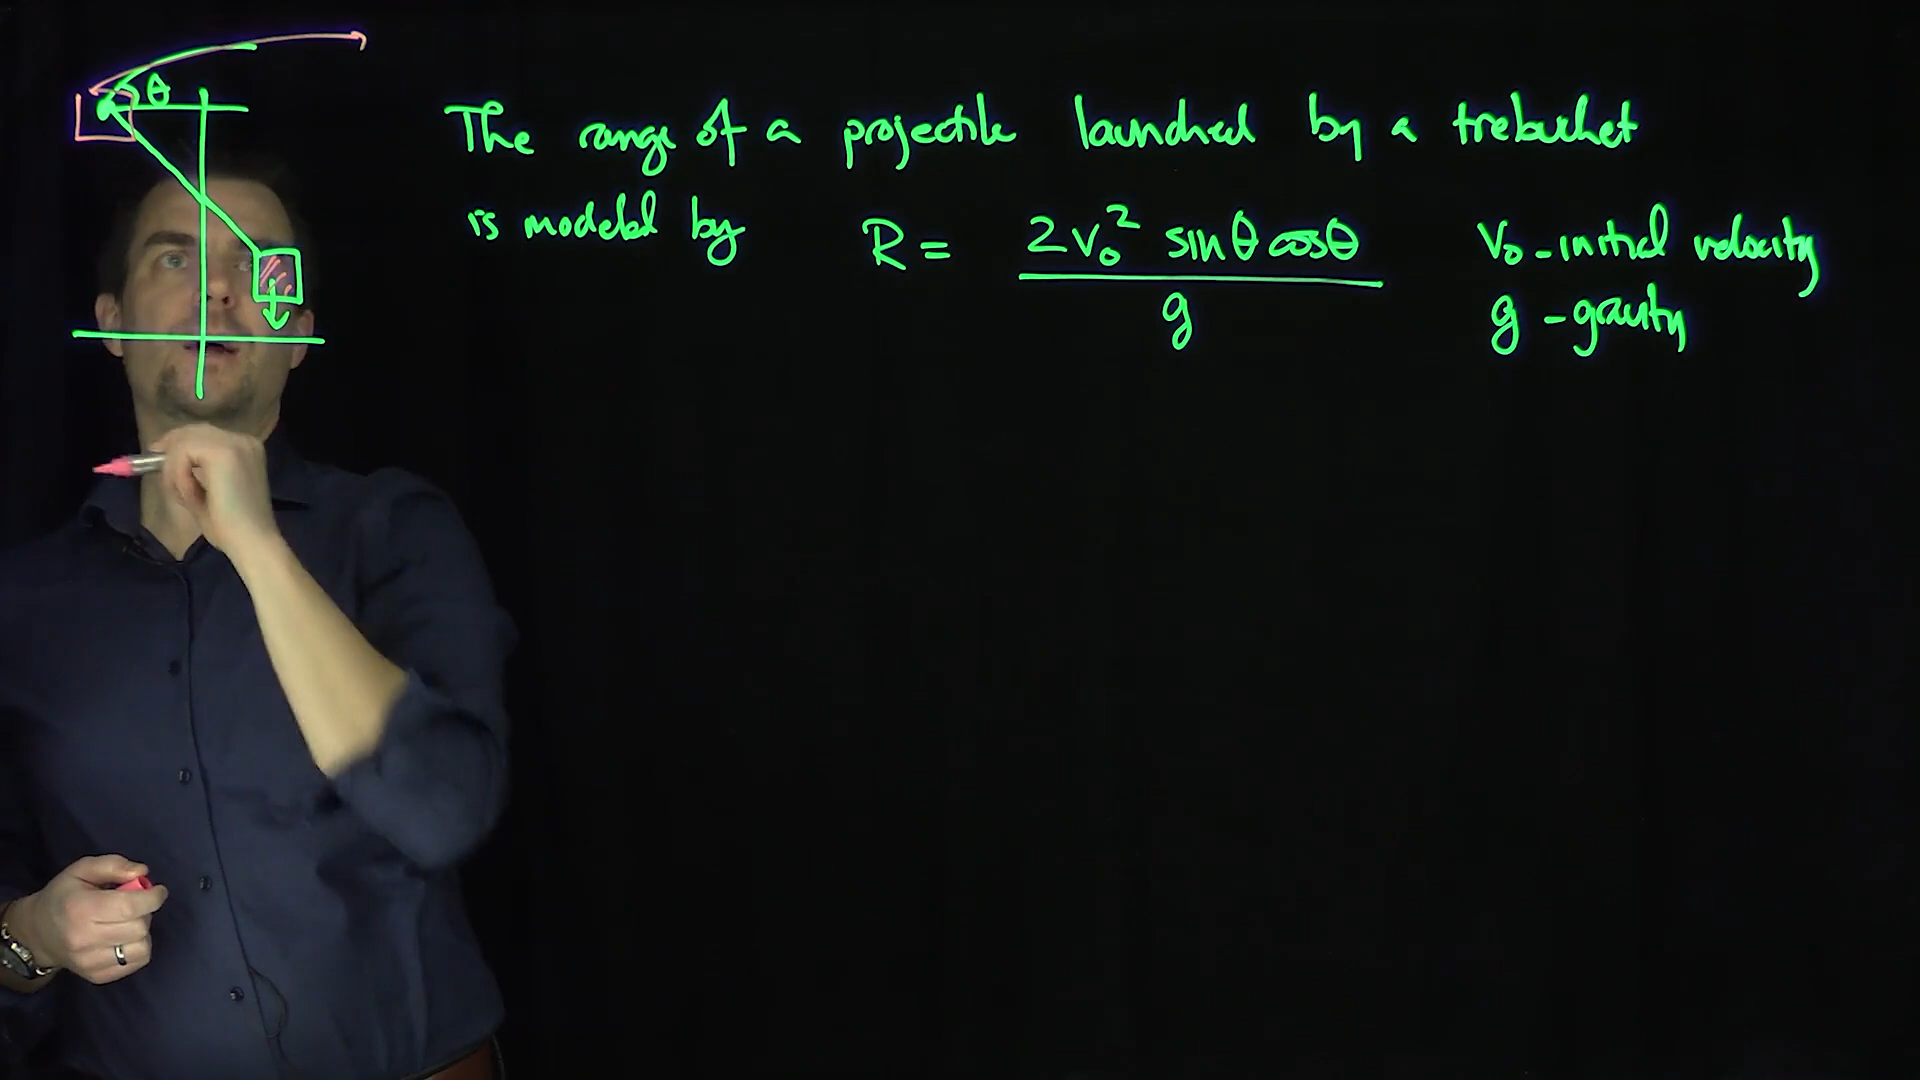 θ
The range of a projectile launched by a trebuchet
is modeled by R = 2v₀² sinθ cosθ / g
v₀ - initial velocity
g - gravity